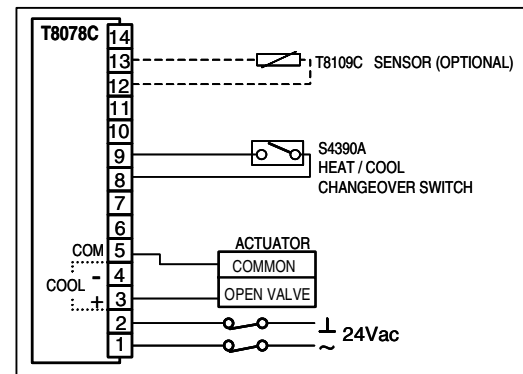 T8078C
14
13
T8109C SENSOR (OPTIONAL)
12
11
10
9
S4390A
HEAT / COOL
CHANGEOVER SWITCH
8
7
6
ACTUATOR
COM
5
COMMON
COOL
-
4
OPEN VALVE
+
3
2
24Vac
1
~